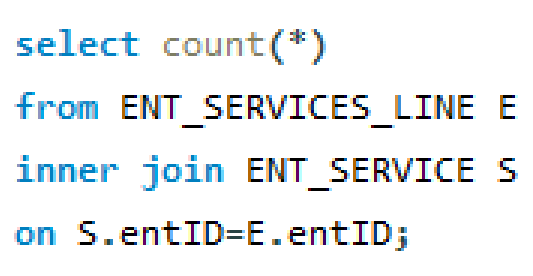 select count(*)
from ENT_SERVICES_LINE E
inner join ENT_SERVICE S
on S.entID=E.entID;